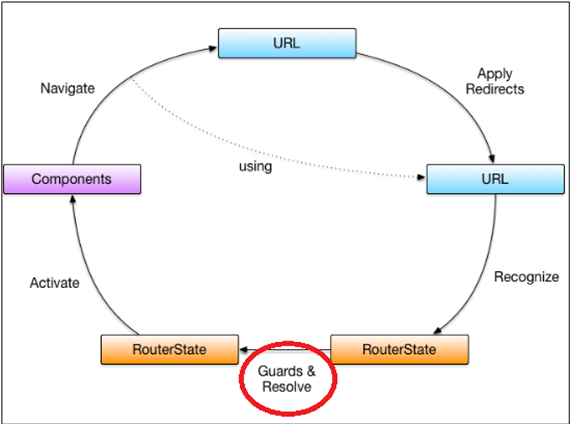 URL
Navigate
Apply
Redirects
using
Components
URL
Activate
Recognize
RouterState
RouterState
Guards &
Resolve